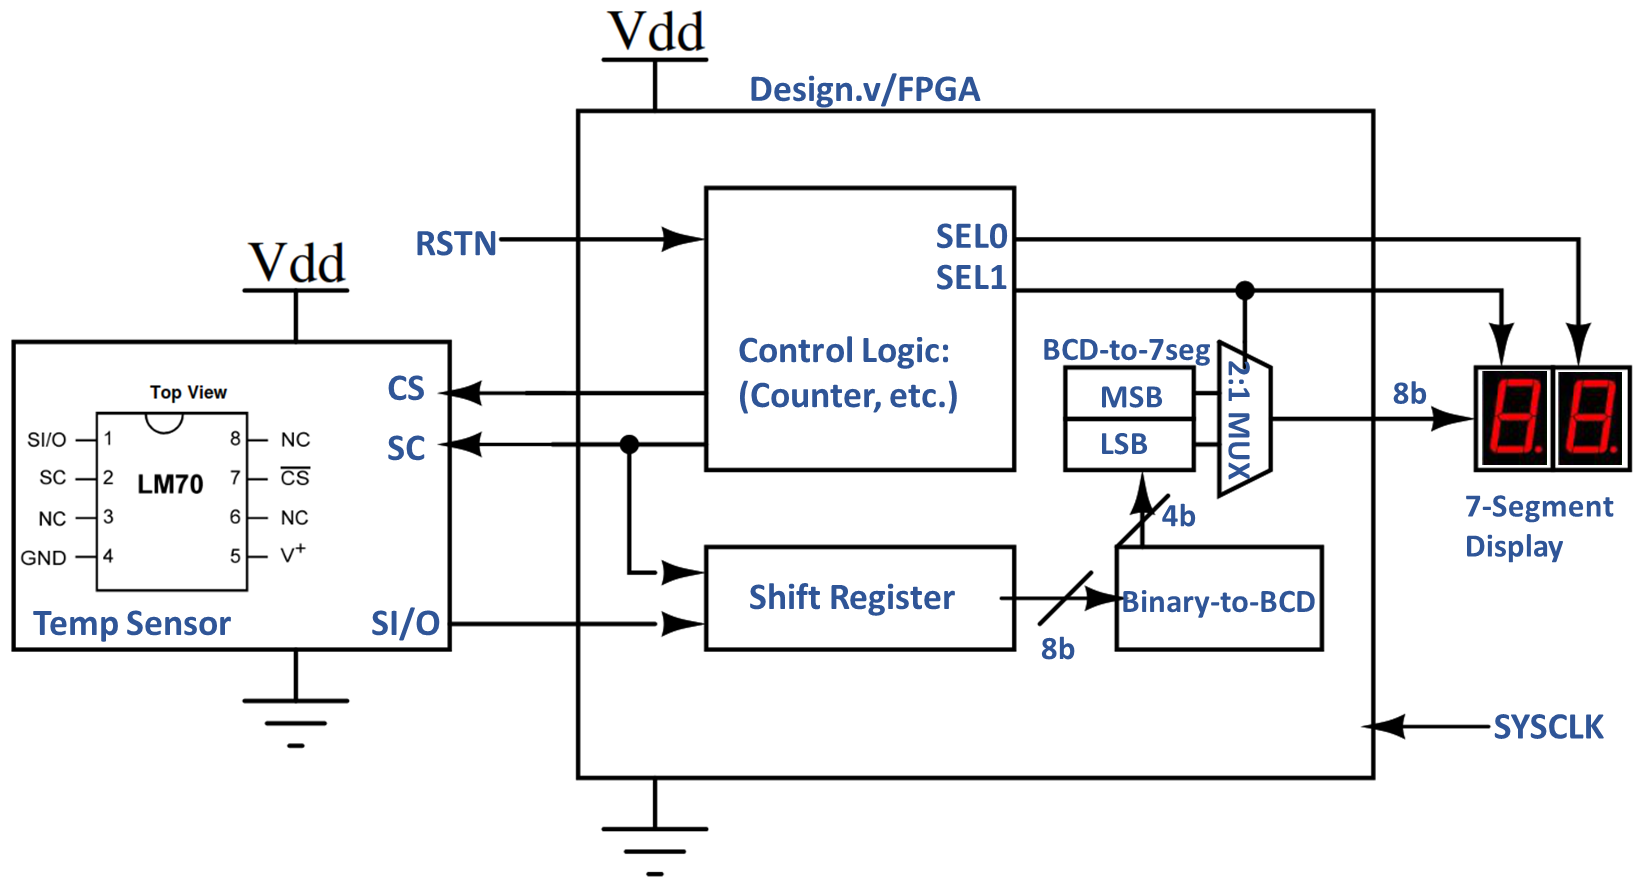 Vdd
Design.v/FPGA
RSTN
SEL0
SEL1
Vdd
Control Logic:
(Counter, etc.)
BCD-to-7seg
MSB
LSB
2:1 MUX
8b
CS
SC
Top View
SI/O 1
SC 2
NC 3
GND 4
LM70
8 NC
7 CS
6 NC
5 V+
Temp Sensor
SI/O
Shift Register
8b
4b
Binary-to-BCD
88
7-Segment
Display
SYSCLK